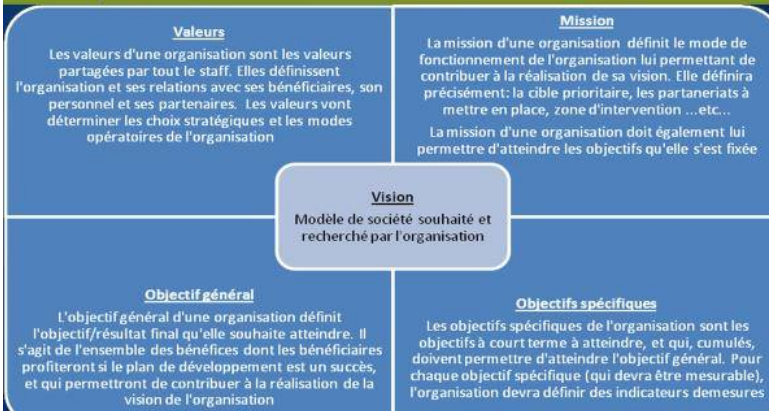 Valeurs
Les valeurs d'une organisation sont les valeurs
partagées par tout le staff. Elles définissent
l'organisation et ses relations avec ses bénéficiaires, son
personnel et ses partenaires. Les valeurs vont
déterminer les choix stratégiques et les modes
opératoires de l'organisation
Mission
La mission d'une organisation définit le mode de
fonctionnement de l'organisation lui permettant de
contribuer à la réalisation de sa vision. Elle définira
précisément: la cible prioritaire, les partaneriats à
mettre en place, zone d'intervention ...etc...
La mission d'une organisation doit également lui
permettre d'atteindre les objectifs qu'elle s'est fixée
Vision
Modèle de société souhaité et
recherché par l'organisation
Objectif général
L'objectif général d'une organisation définit
l'objectif/résultat final qu'elle souhaite atteindre. Il
s'agit de l'ensemble des bénéfices dont les bénéficiaires
profiteront si le plan de développement est un succès,
et qui permettront de contribuer à la réalisation de la
vision de l'organisation
Objectifs spécifiques
Les objectifs spécifiques de l'organisation sont les
objectifs à court terme à atteindre, et qui, cumulés,
doivent permettre d'atteindre l'objectif général. Pour
chaque objectif spécifique (qui devra être mesurable),
l'organisation devra définir des indicateurs demesures